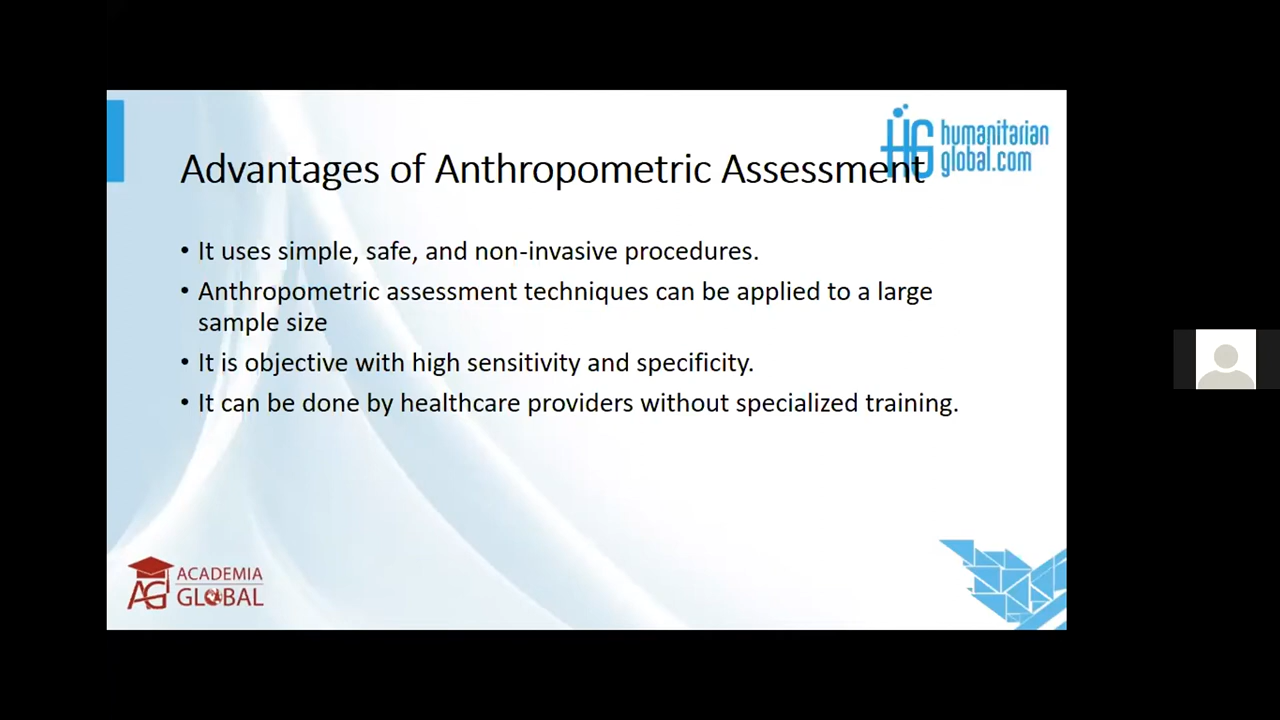 humanitarian
global.com
Advantages of Anthropometric Assessment
• It uses simple, safe, and non-invasive procedures.
• Anthropometric assessment techniques can be applied to a large
sample size
• It is objective with high sensitivity and specificity.
• It can be done by healthcare providers without specialized training.
AG ACADEMIA
GLOBAL